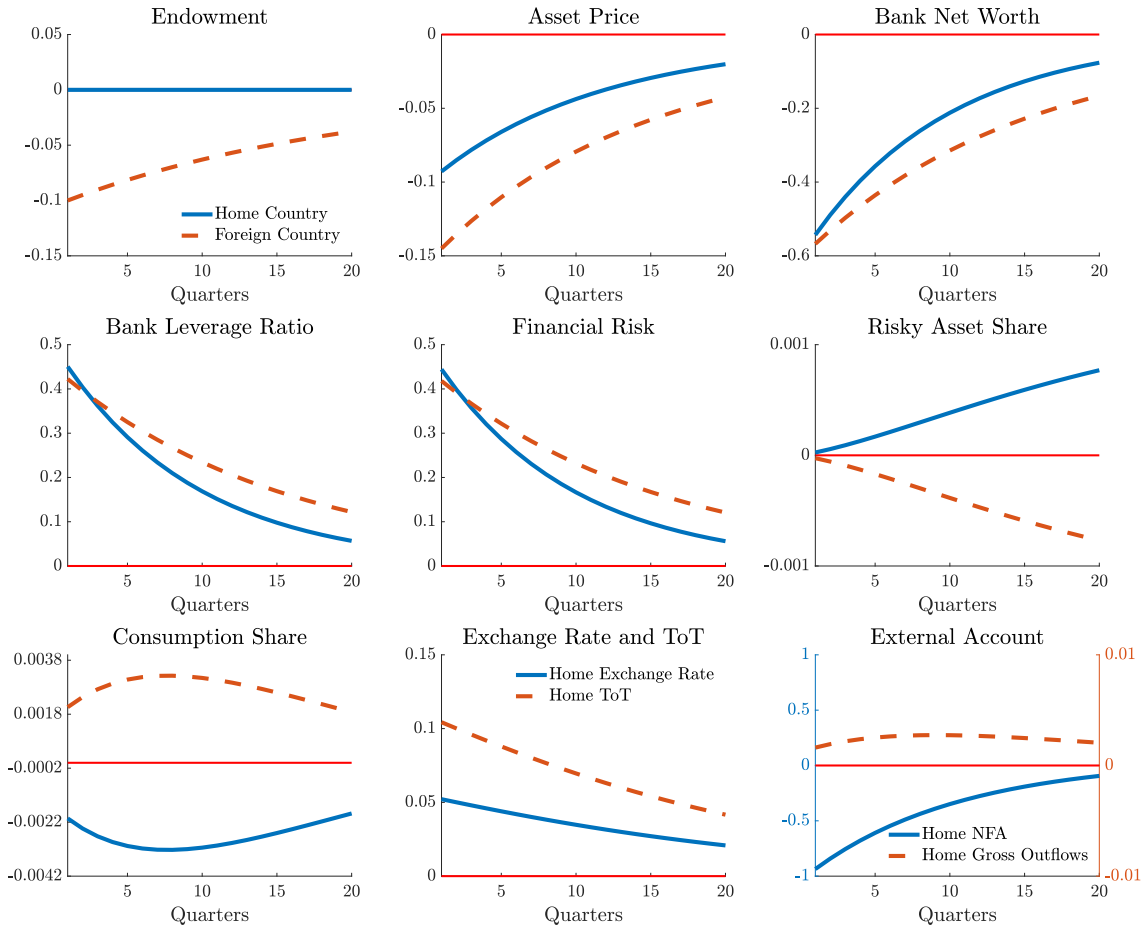 Endowment
0.05
0
-0.05
-0.1
-0.15
Home Country
Foreign Country
5 10 15 20
Quarters
Asset Price
0
-0.05
-0.1
-0.15
5 10 15 20
Quarters
Bank Net Worth
0
-0.2
-0.4
-0.6
5 10 15 20
Quarters
Bank Leverage Ratio
0.5
0.4
0.3
0.2
0.1
0
5 10 15 20
Quarters
Financial Risk
0.5
0.4
0.3
0.2
0.1
0
5 10 15 20
Quarters
Risky Asset Share
0.001
0
-0.001
5 10 15 20
Quarters
Consumption Share
0.0038
0.0018
-0.0002
-0.0022
-0.0042
5 10 15 20
Quarters
Exchange Rate and ToT
0.15
0.1
0.05
0
Home Exchange Rate
Home ToT
5 10 15 20
Quarters
External Account
1
0.5
0
-0.5
-1
0.01
0
-0.01
Home NFA
Home Gross Outflows
5 10 15 20
Quarters